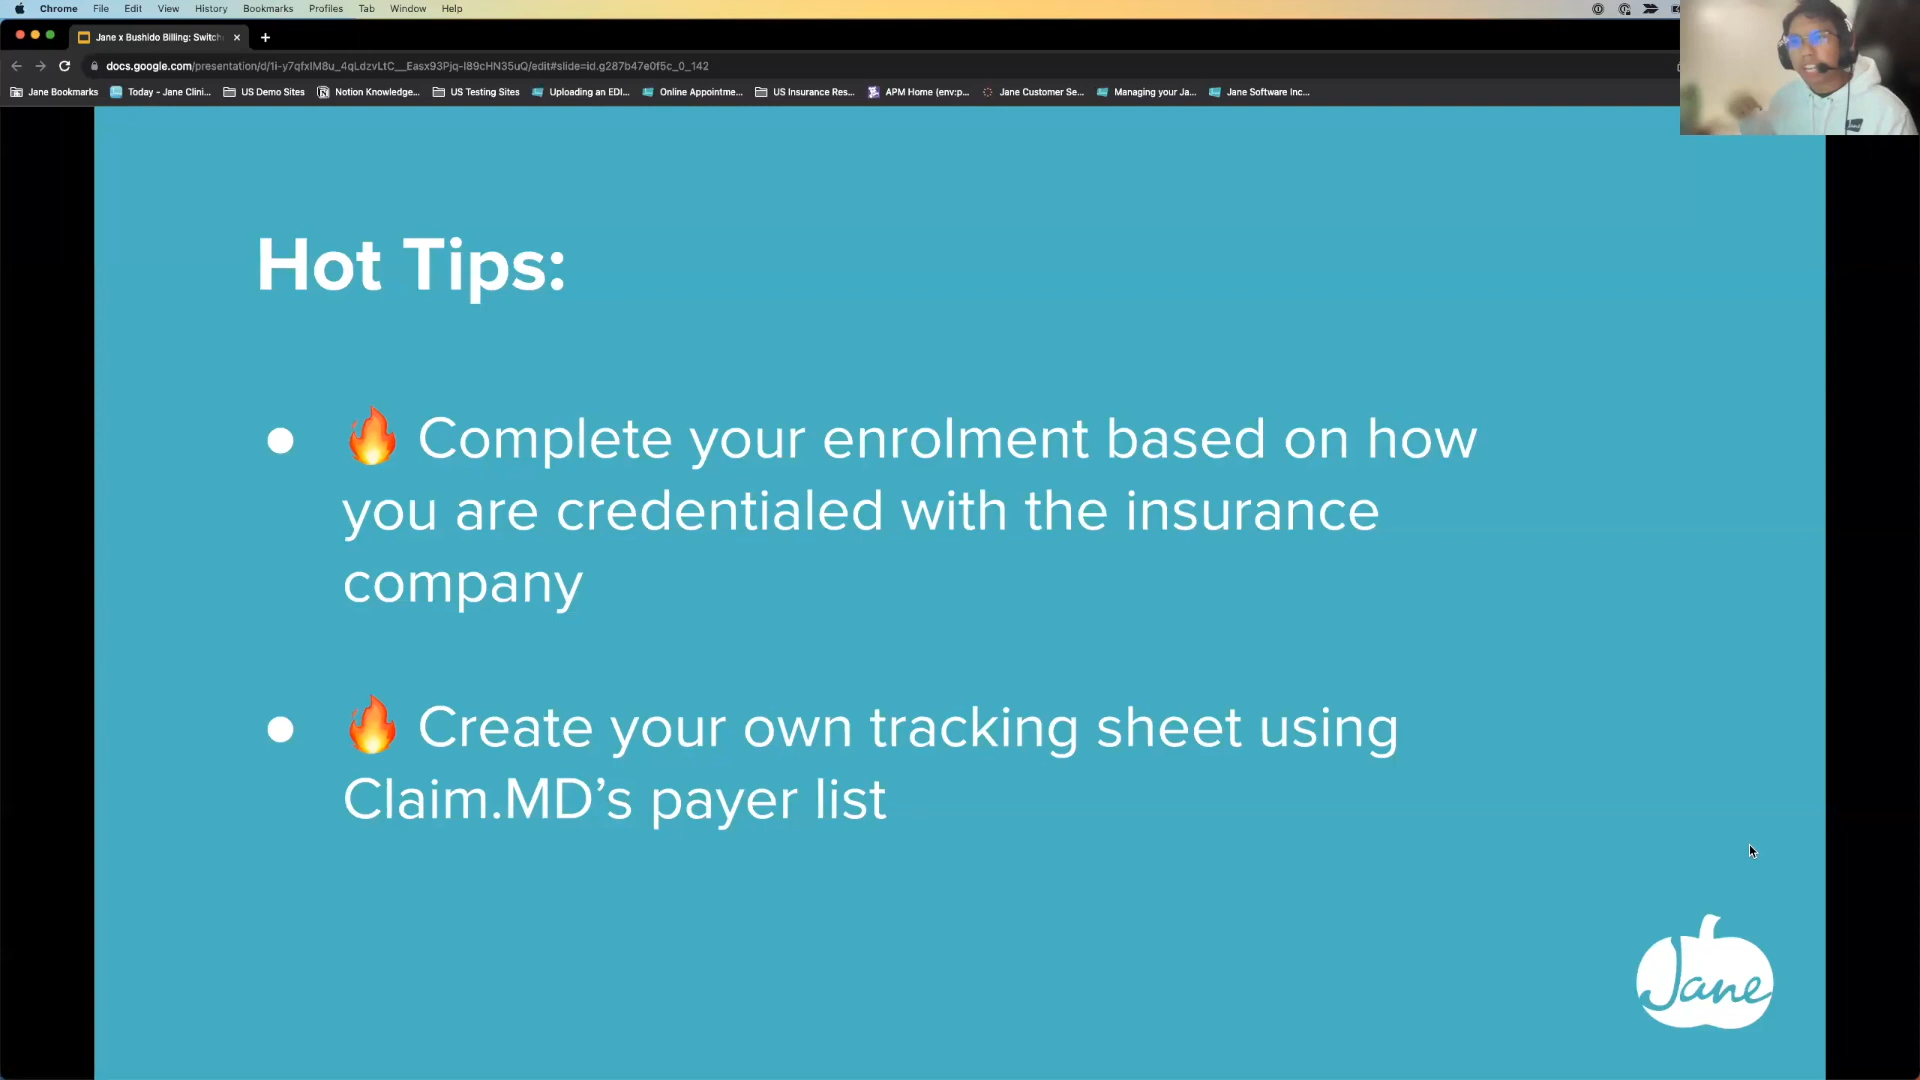 Chrome File Edit View History Bookmarks Profiles Tab Window Help
Jane x Bushido Billing: Switch
docs.google.com/presentation/d/1i-y7qfxIM8u_4qLdzvLtC__Easx93Pjq-I89cHN35uQ/edit#slide=id.g287b47e0f5c_0_142
Jane Bookmarks Today - Jane Clini... US Demo Sites Notion Knowledge... US Testing Sites Uploading an EDI... Online Appointme... US Insurance Res... APM Home (env:p... Jane Customer Se... Managing your Ja... Jane Software Inc...
Hot Tips:
● 🔥 Complete your enrolment based on how
you are credentialed with the insurance
company
● 🔥 Create your own tracking sheet using
Claim.MD’s payer list
Jane